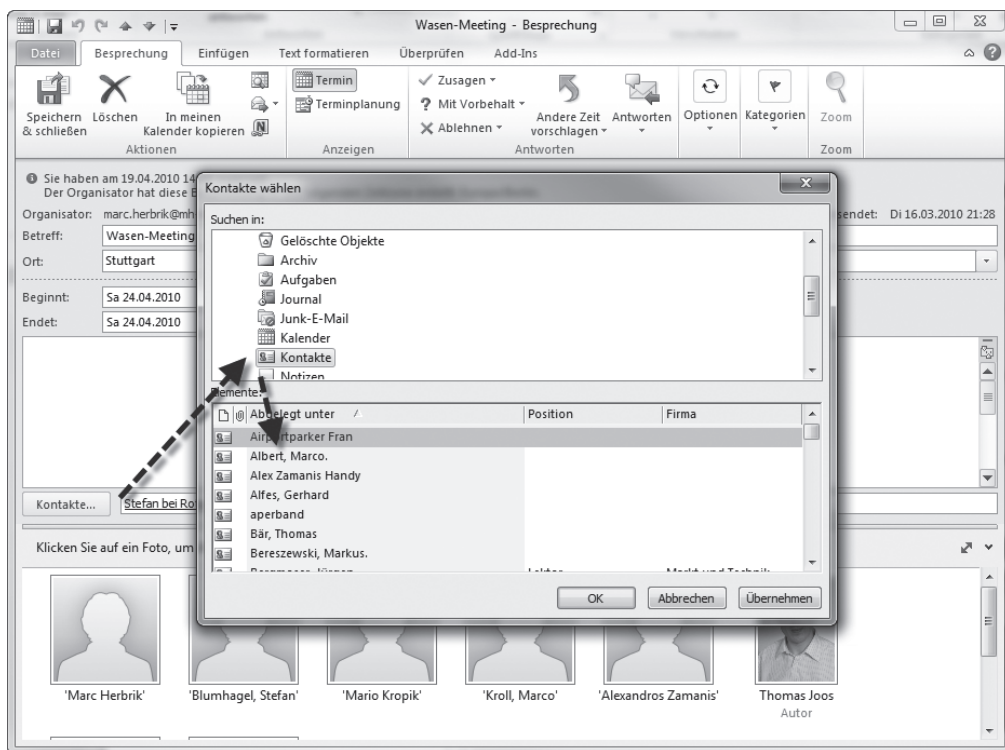 Wasen-Meeting - Besprechung
Datei Besprechung Einfügen Text formatieren Überprüfen Add-Ins
Speichern & schließen
Löschen
In meinen Kalender kopieren
Aktionen
Termin
Terminplanung
Anzeigen
Zusagen
Mit Vorbehalt
Ablehnen
Andere Zeit vorschlagen
Antworten
Antworten
Optionen
Kategorien
Zoom
Zoom
Sie haben am 19.04.2010 14
Der Organisator hat diese B
Organisator: marc.herbrik@mh
sendet: Di 16.03.2010 21:28
Betreff: Wasen-Meeting
Ort: Stuttgart
Beginnt: Sa 24.04.2010
Endet: Sa 24.04.2010
Kontakte wählen
Suchen in:
Gelöschte Objekte
Archiv
Aufgaben
Journal
Junk-E-Mail
Kalender
Kontakte
Notizen
Elemente:
Abgelegt unter Position Firma
Airportparker Fran
Albert, Marco.
Alex Zamanis Handy
Alfes, Gerhard
aperband
Bär, Thomas
Bereszewski, Markus.
OK Abbrechen Übernehmen
Kontakte... Stefan bei Ro
Klicken Sie auf ein Foto, um
'Marc Herbrik' 'Blumhagel, Stefan' 'Mario Kropik' 'Kroll, Marco' 'Alexandros Zamanis' Thomas Joos
Autor